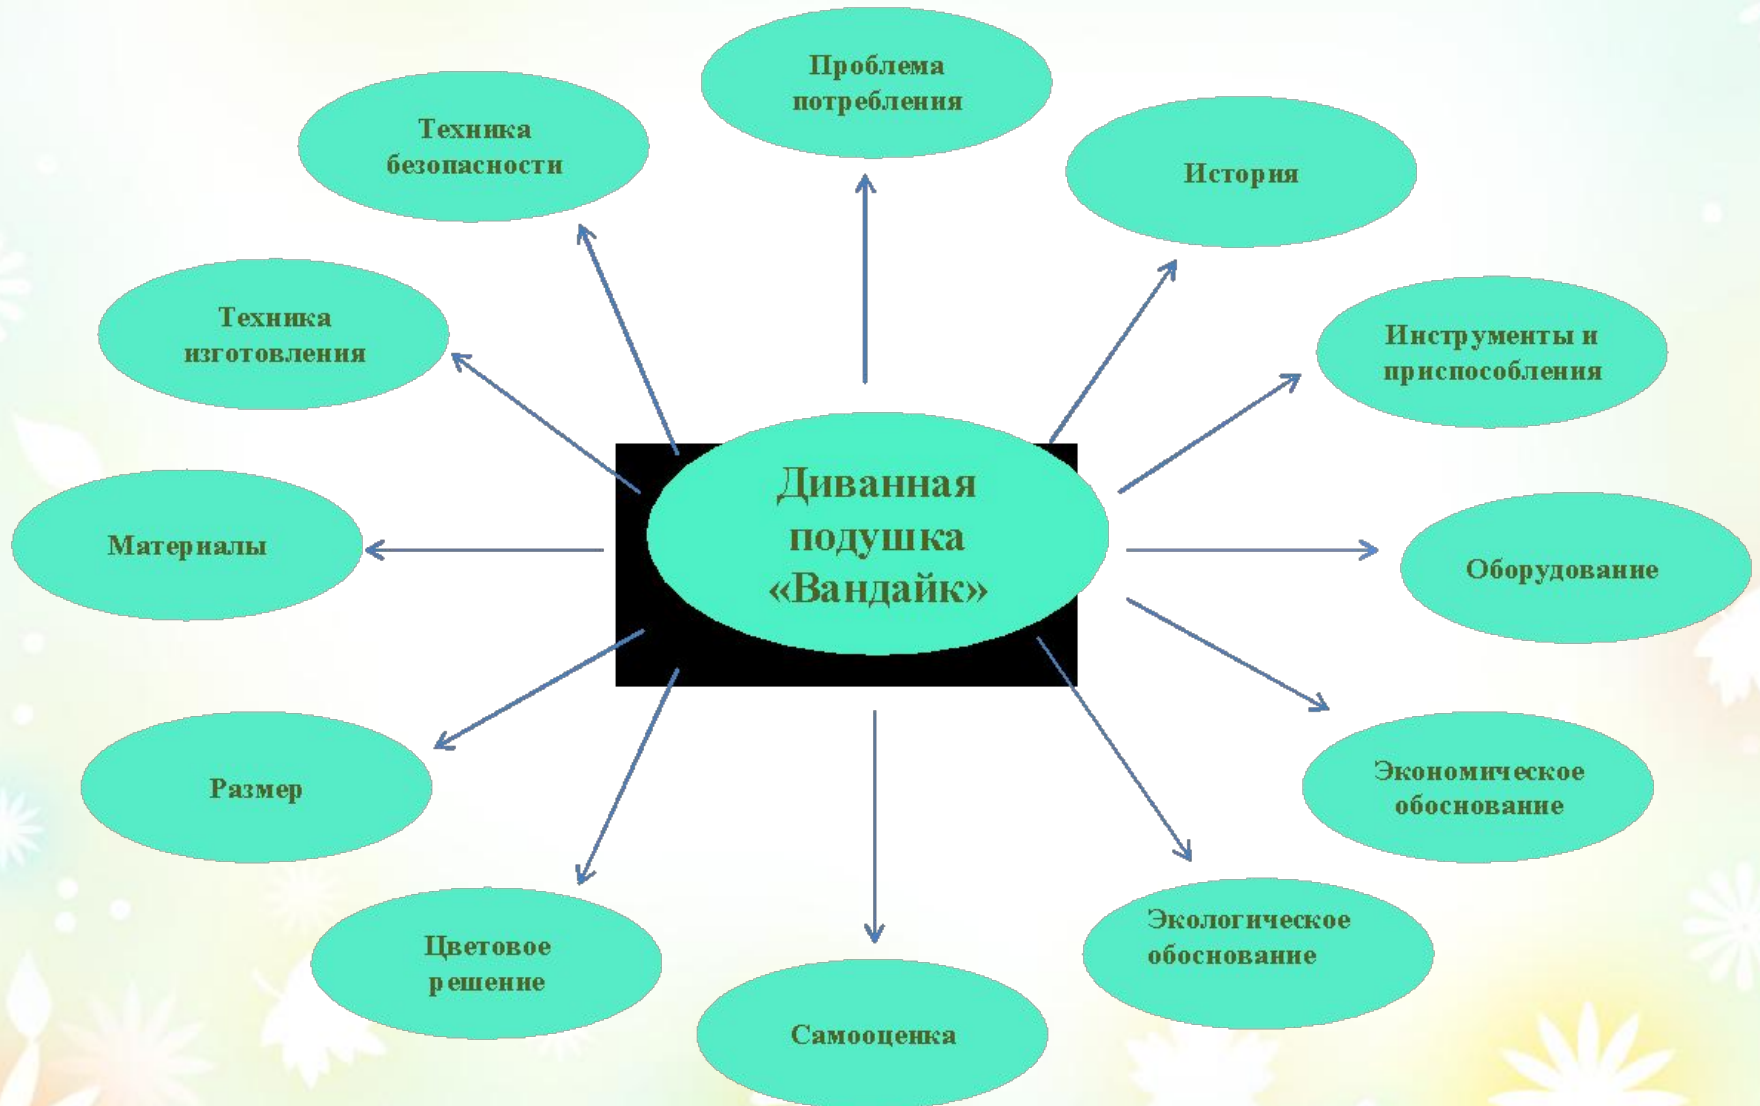 Проблема
потребления
Техника
безопасности
История
Техника
изготовления
Инструменты и
приспособления
Диванная
подушка
«Вандайк»
Материалы
Оборудование
Размер
Экономическое
обоснование
Цветовое
решение
Экологическое
обоснование
Самооценка